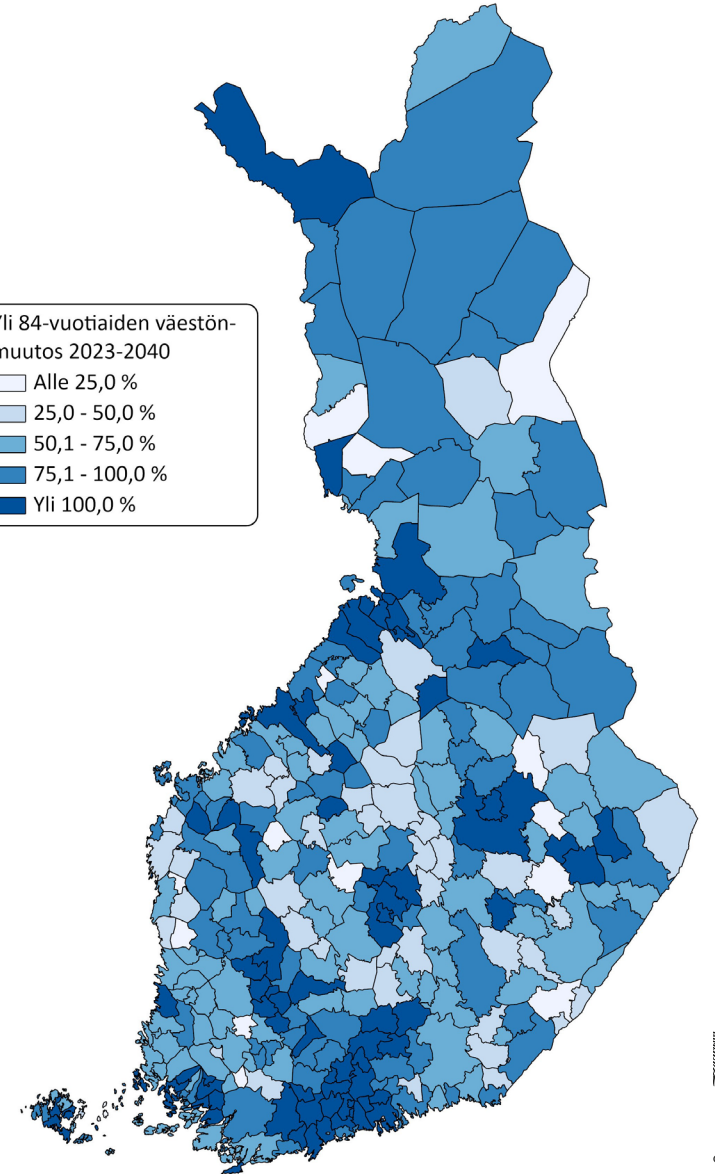 Yli 84-vuotiaiden väestön-
muutos 2023-2040
Alle 25,0 %
25,0 - 50,0 %
50,1 - 75,0 %
75,1 - 100,0 %
Yli 100,0 %